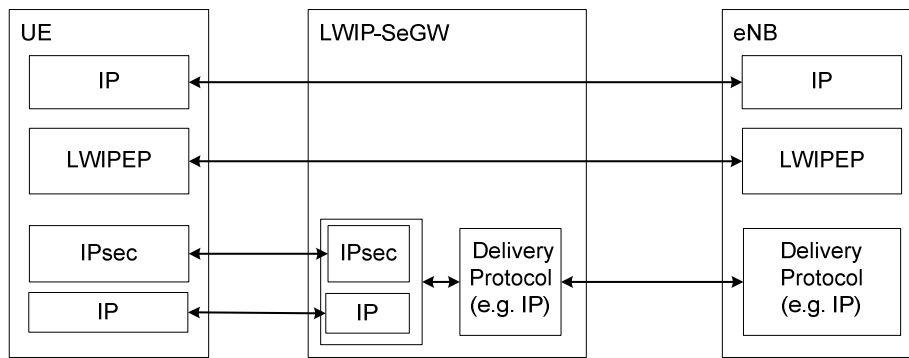 UE
LWIP-SeGW
eNB
IP
IP
LWIPEP
LWIPEP
IPsec
IPsec
Delivery
Protocol
(e.g. IP)
Delivery
Protocol
(e.g. IP)
IP
IP